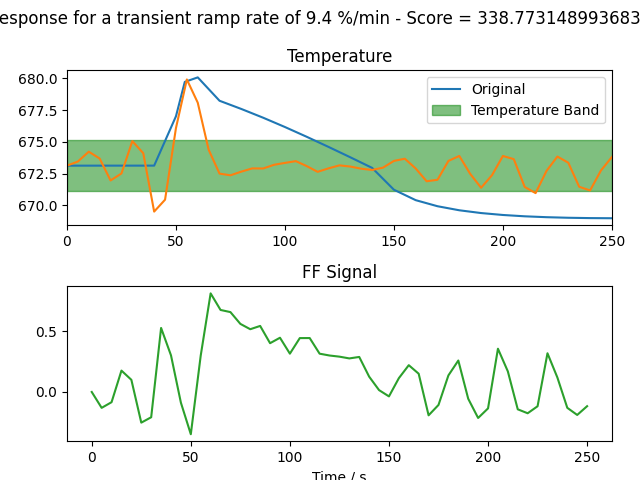 esponse for a transient ramp rate of 9.4 %/min - Score = 338.773148993683
Temperature
680.0
677.5
675.0
672.5
670.0
Original
Temperature Band
0 50 100 150 200 250
FF Signal
0.5
0.0
0 50 100 150 200 250
Time / s